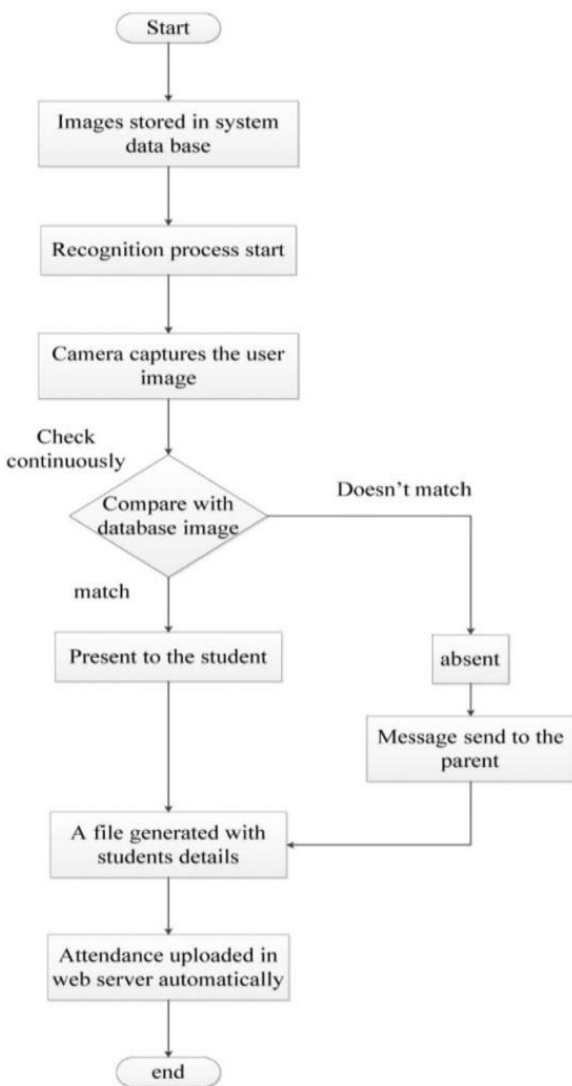 Start
Images stored in system
data base
Recognition process start
Camera captures the user
image
Check
continuously
Compare with
database image
Doesn't match
match
Present to the student
absent
Message send to the
parent
A file generated with
students details
Attendance uploaded in
web server automatically
end